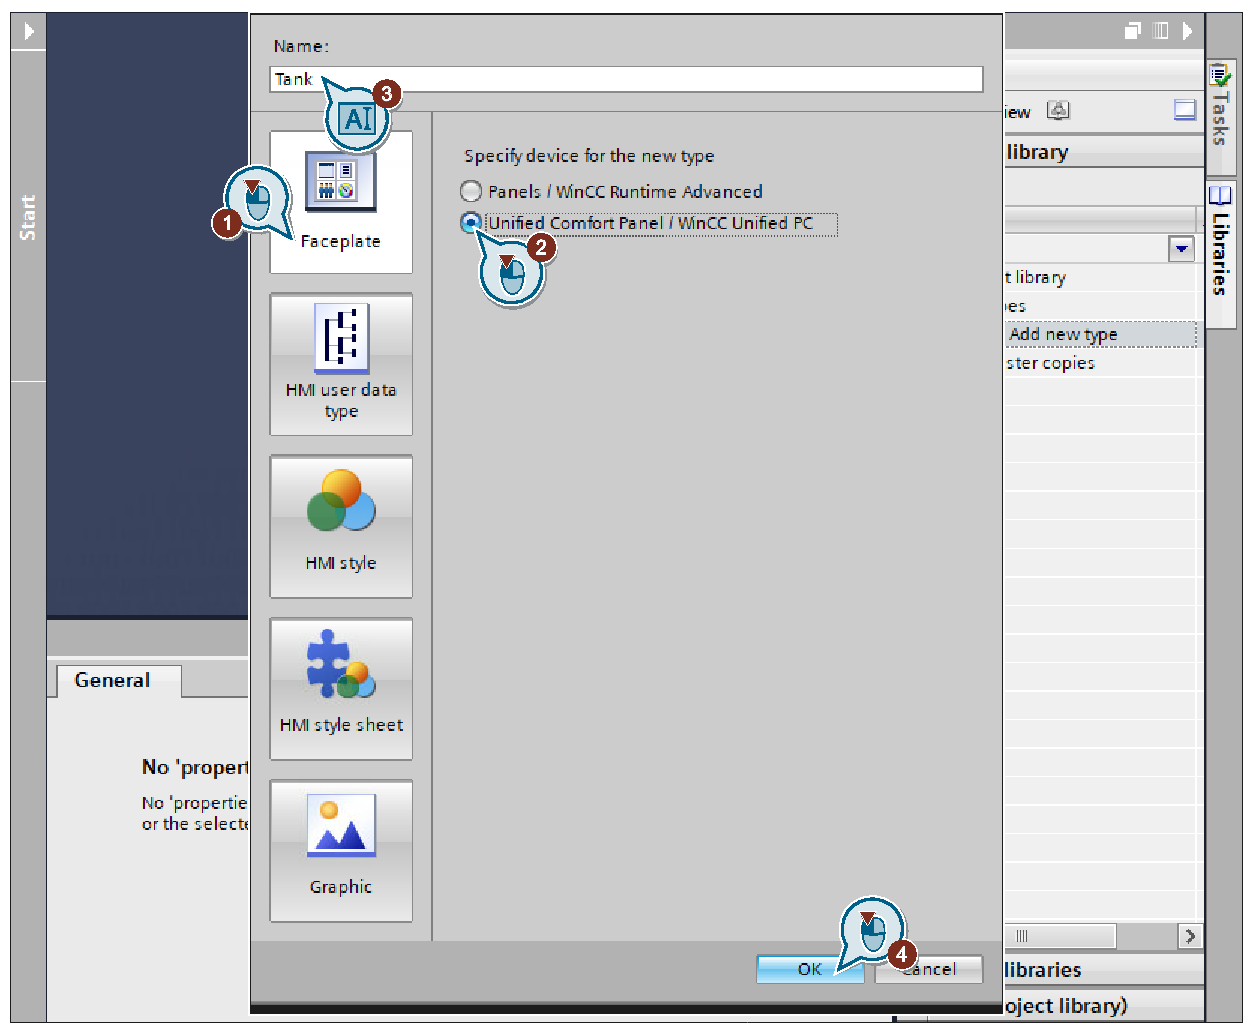 Name:
Tank
3
AI
Start
1
Faceplate
Specify device for the new type
Panels / WinCC Runtime Advanced
Unified Comfort Panel / WinCC Unified PC
2
HMI user data
type
HMI style
HMI style sheet
Graphic
General
No 'propert
No 'propertie
or the selecte
OK
4
Cancel
iew
library
t library
es
Add new type
ster copies
libraries
oject library)
Tasks
Libraries